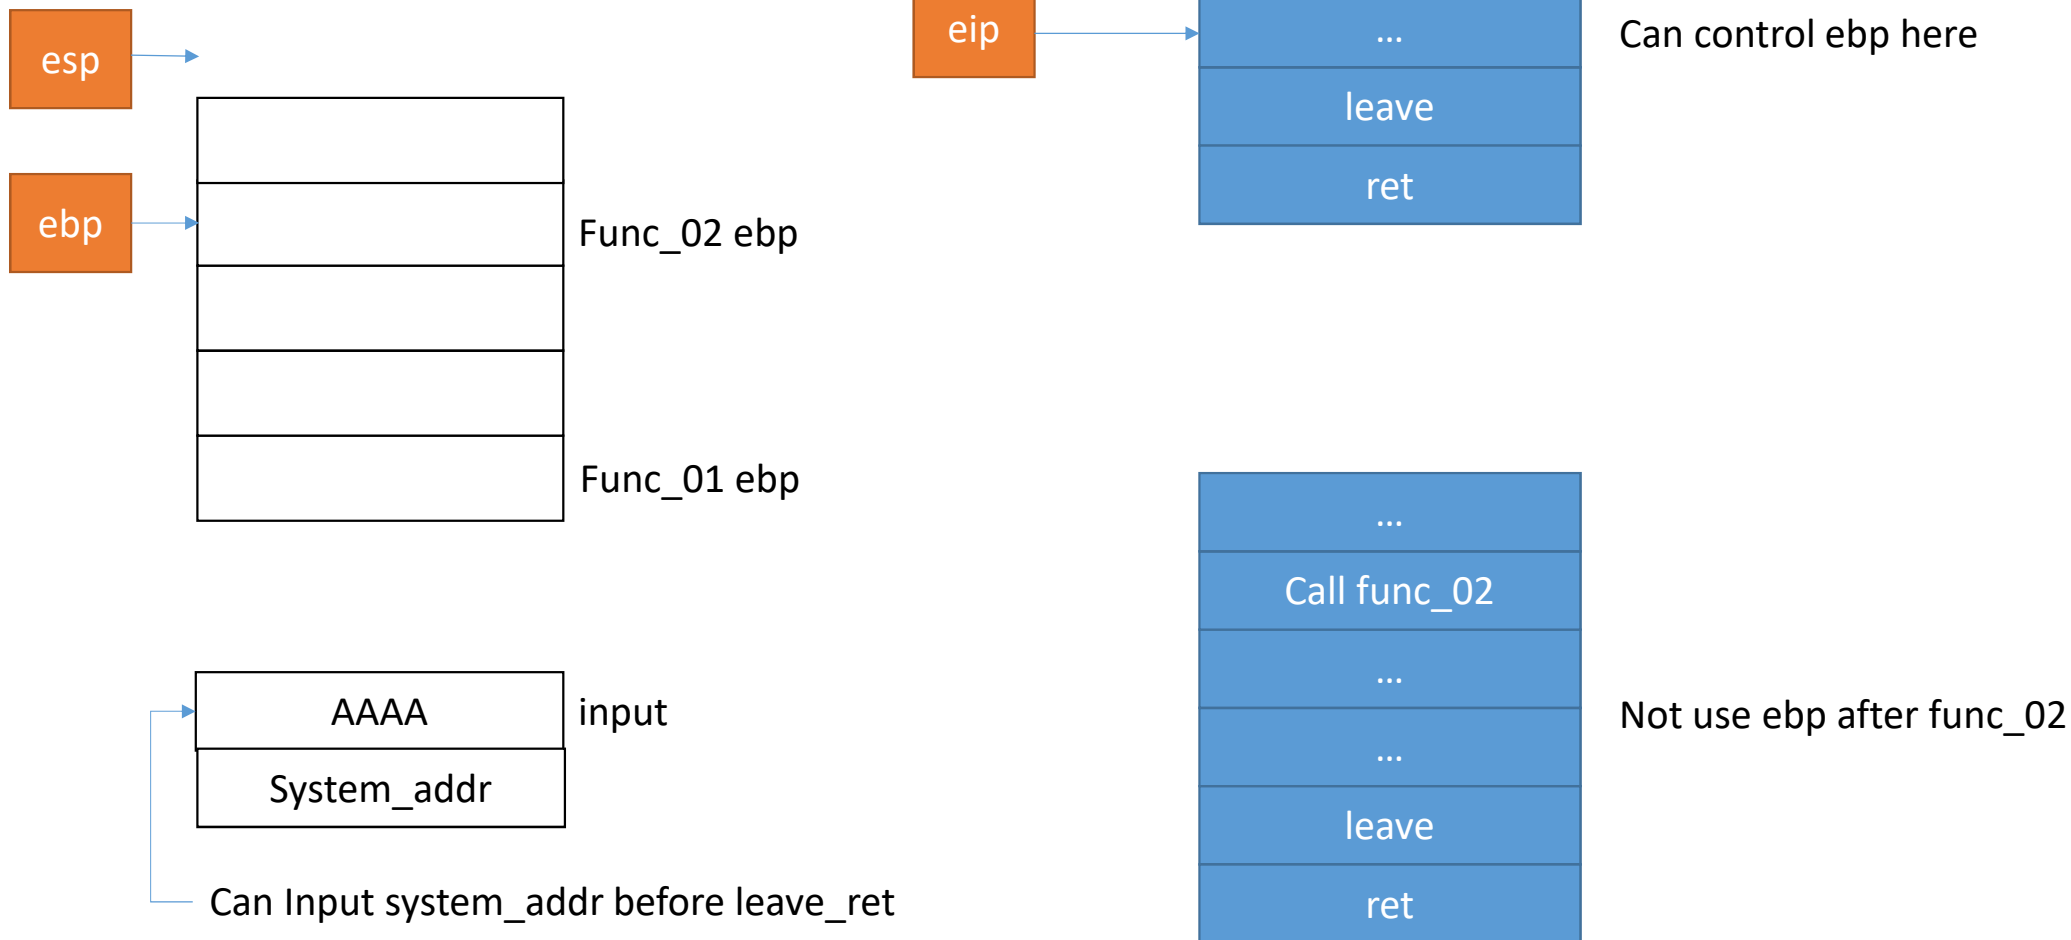 esp
ebp
Func_02 ebp
Func_01 ebp
AAAA
input
System_addr
Can Input system_addr before leave_ret
eip
...
Can control ebp here
leave
ret
...
Call func_02
...
Not use ebp after func_02
...
leave
ret